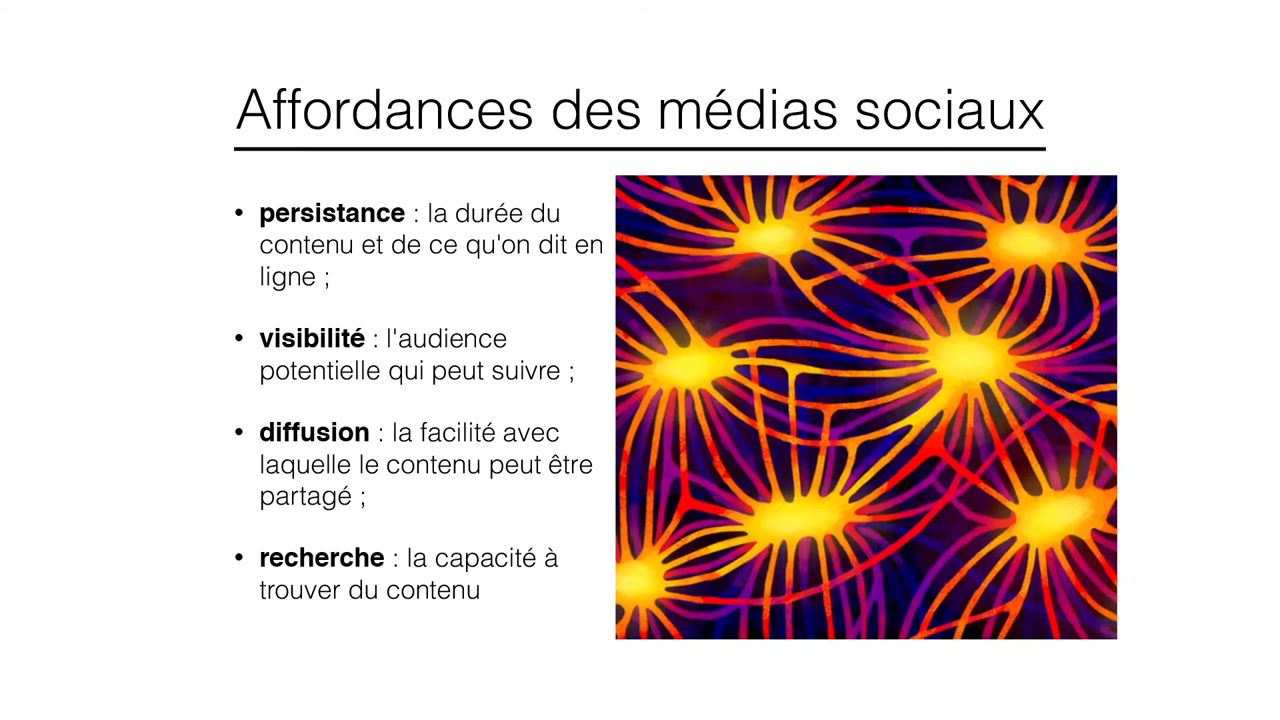 Affordances des médias sociaux
• persistance : la durée du
contenu et de ce qu'on dit en
ligne ;
• visibilité : l'audience
potentielle qui peut suivre ;
• diffusion : la facilité avec
laquelle le contenu peut être
partagé ;
• recherche : la capacité à
trouver du contenu